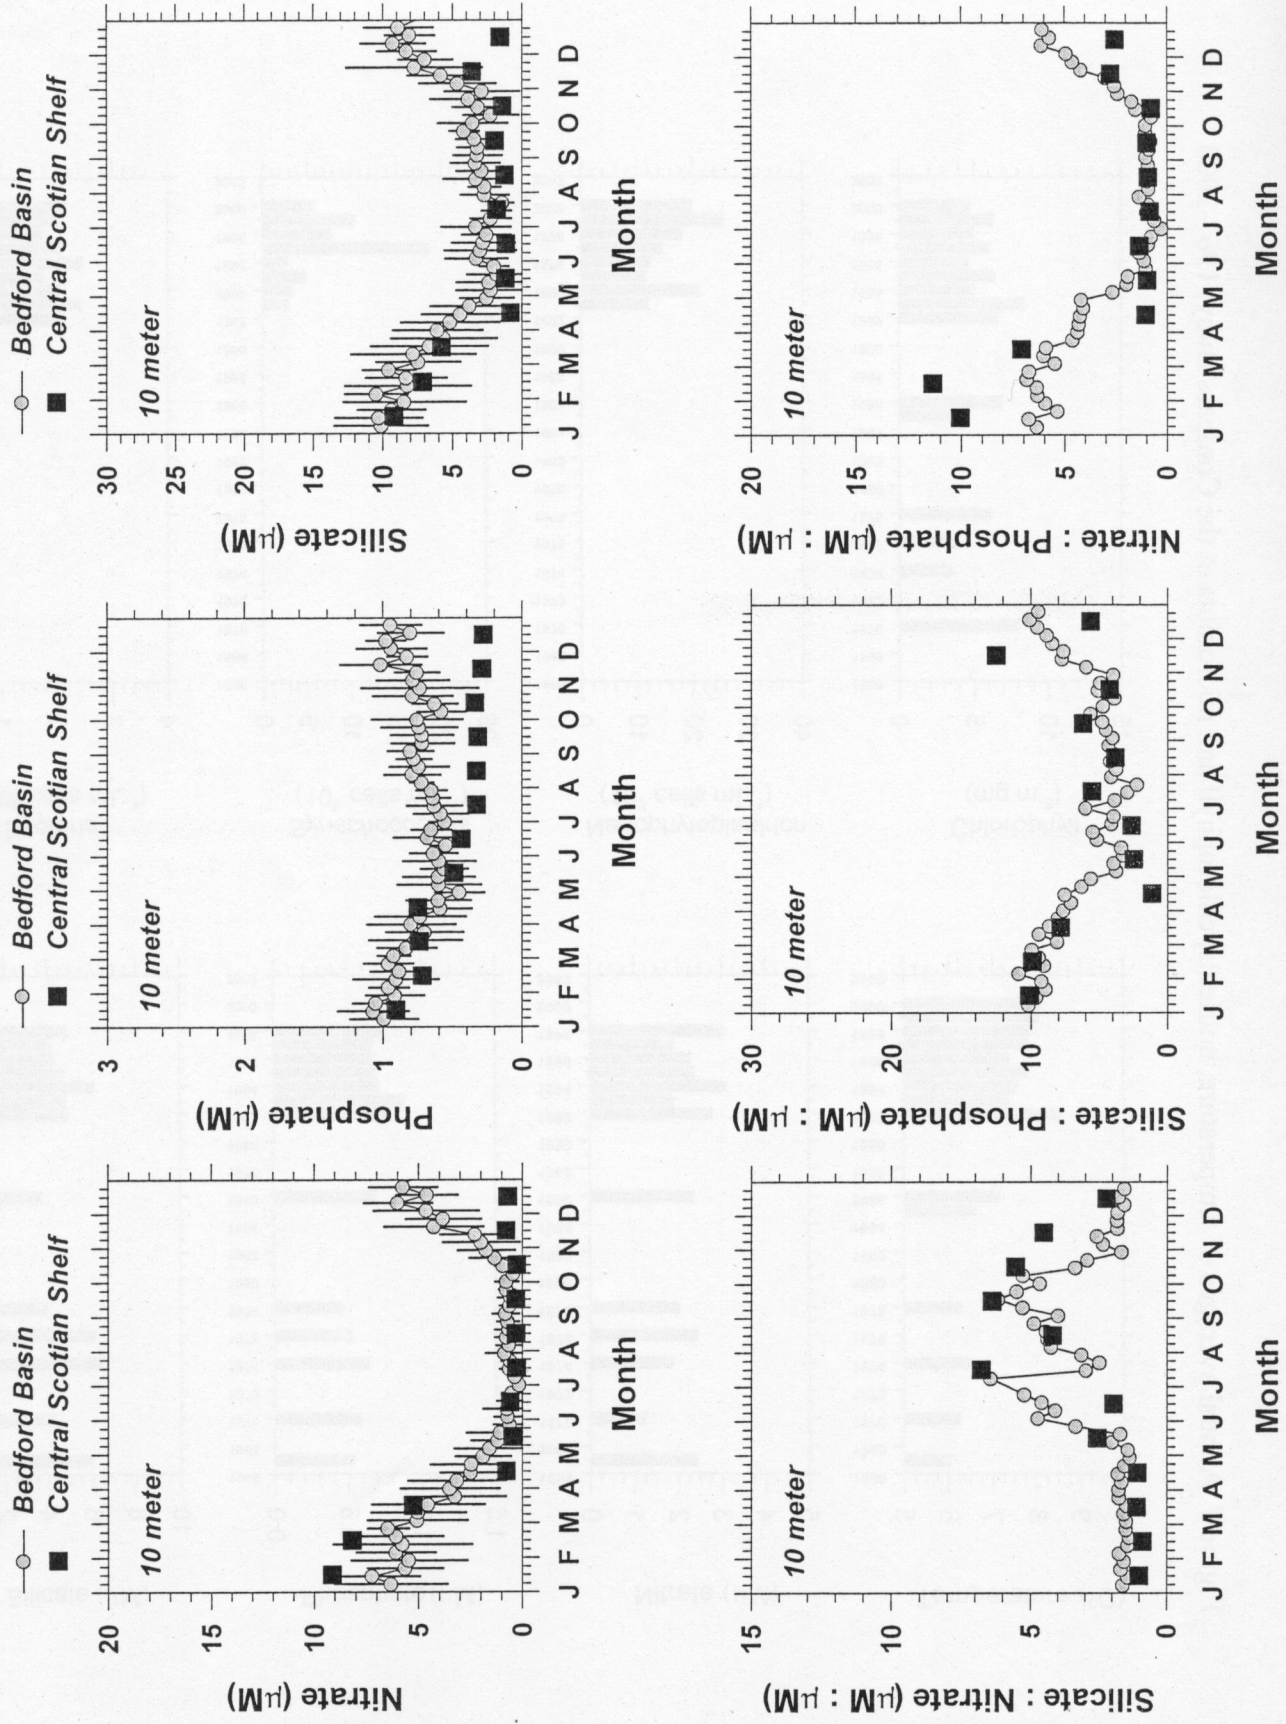 Bedford Basin
Central Scotian Shelf
10 meter
Nitrate (µM)
20
15
10
5
0
J F M A M J J A S O N D
Month
Bedford Basin
Central Scotian Shelf
10 meter
Phosphate (µM)
3
2
1
0
J F M A M J J A S O N D
Month
Bedford Basin
Central Scotian Shelf
10 meter
Silicate (µM)
30
25
20
15
10
5
0
J F M A M J J A S O N D
Month
10 meter
Silicate : Nitrate (µM : µM)
15
10
5
0
J F M A M J J A S O N D
Month
10 meter
Silicate : Phosphate (µM : µM)
30
20
10
0
J F M A M J J A S O N D
Month
10 meter
Nitrate : Phosphate (µM : µM)
20
15
10
5
0
J F M A M J J A S O N D
Month